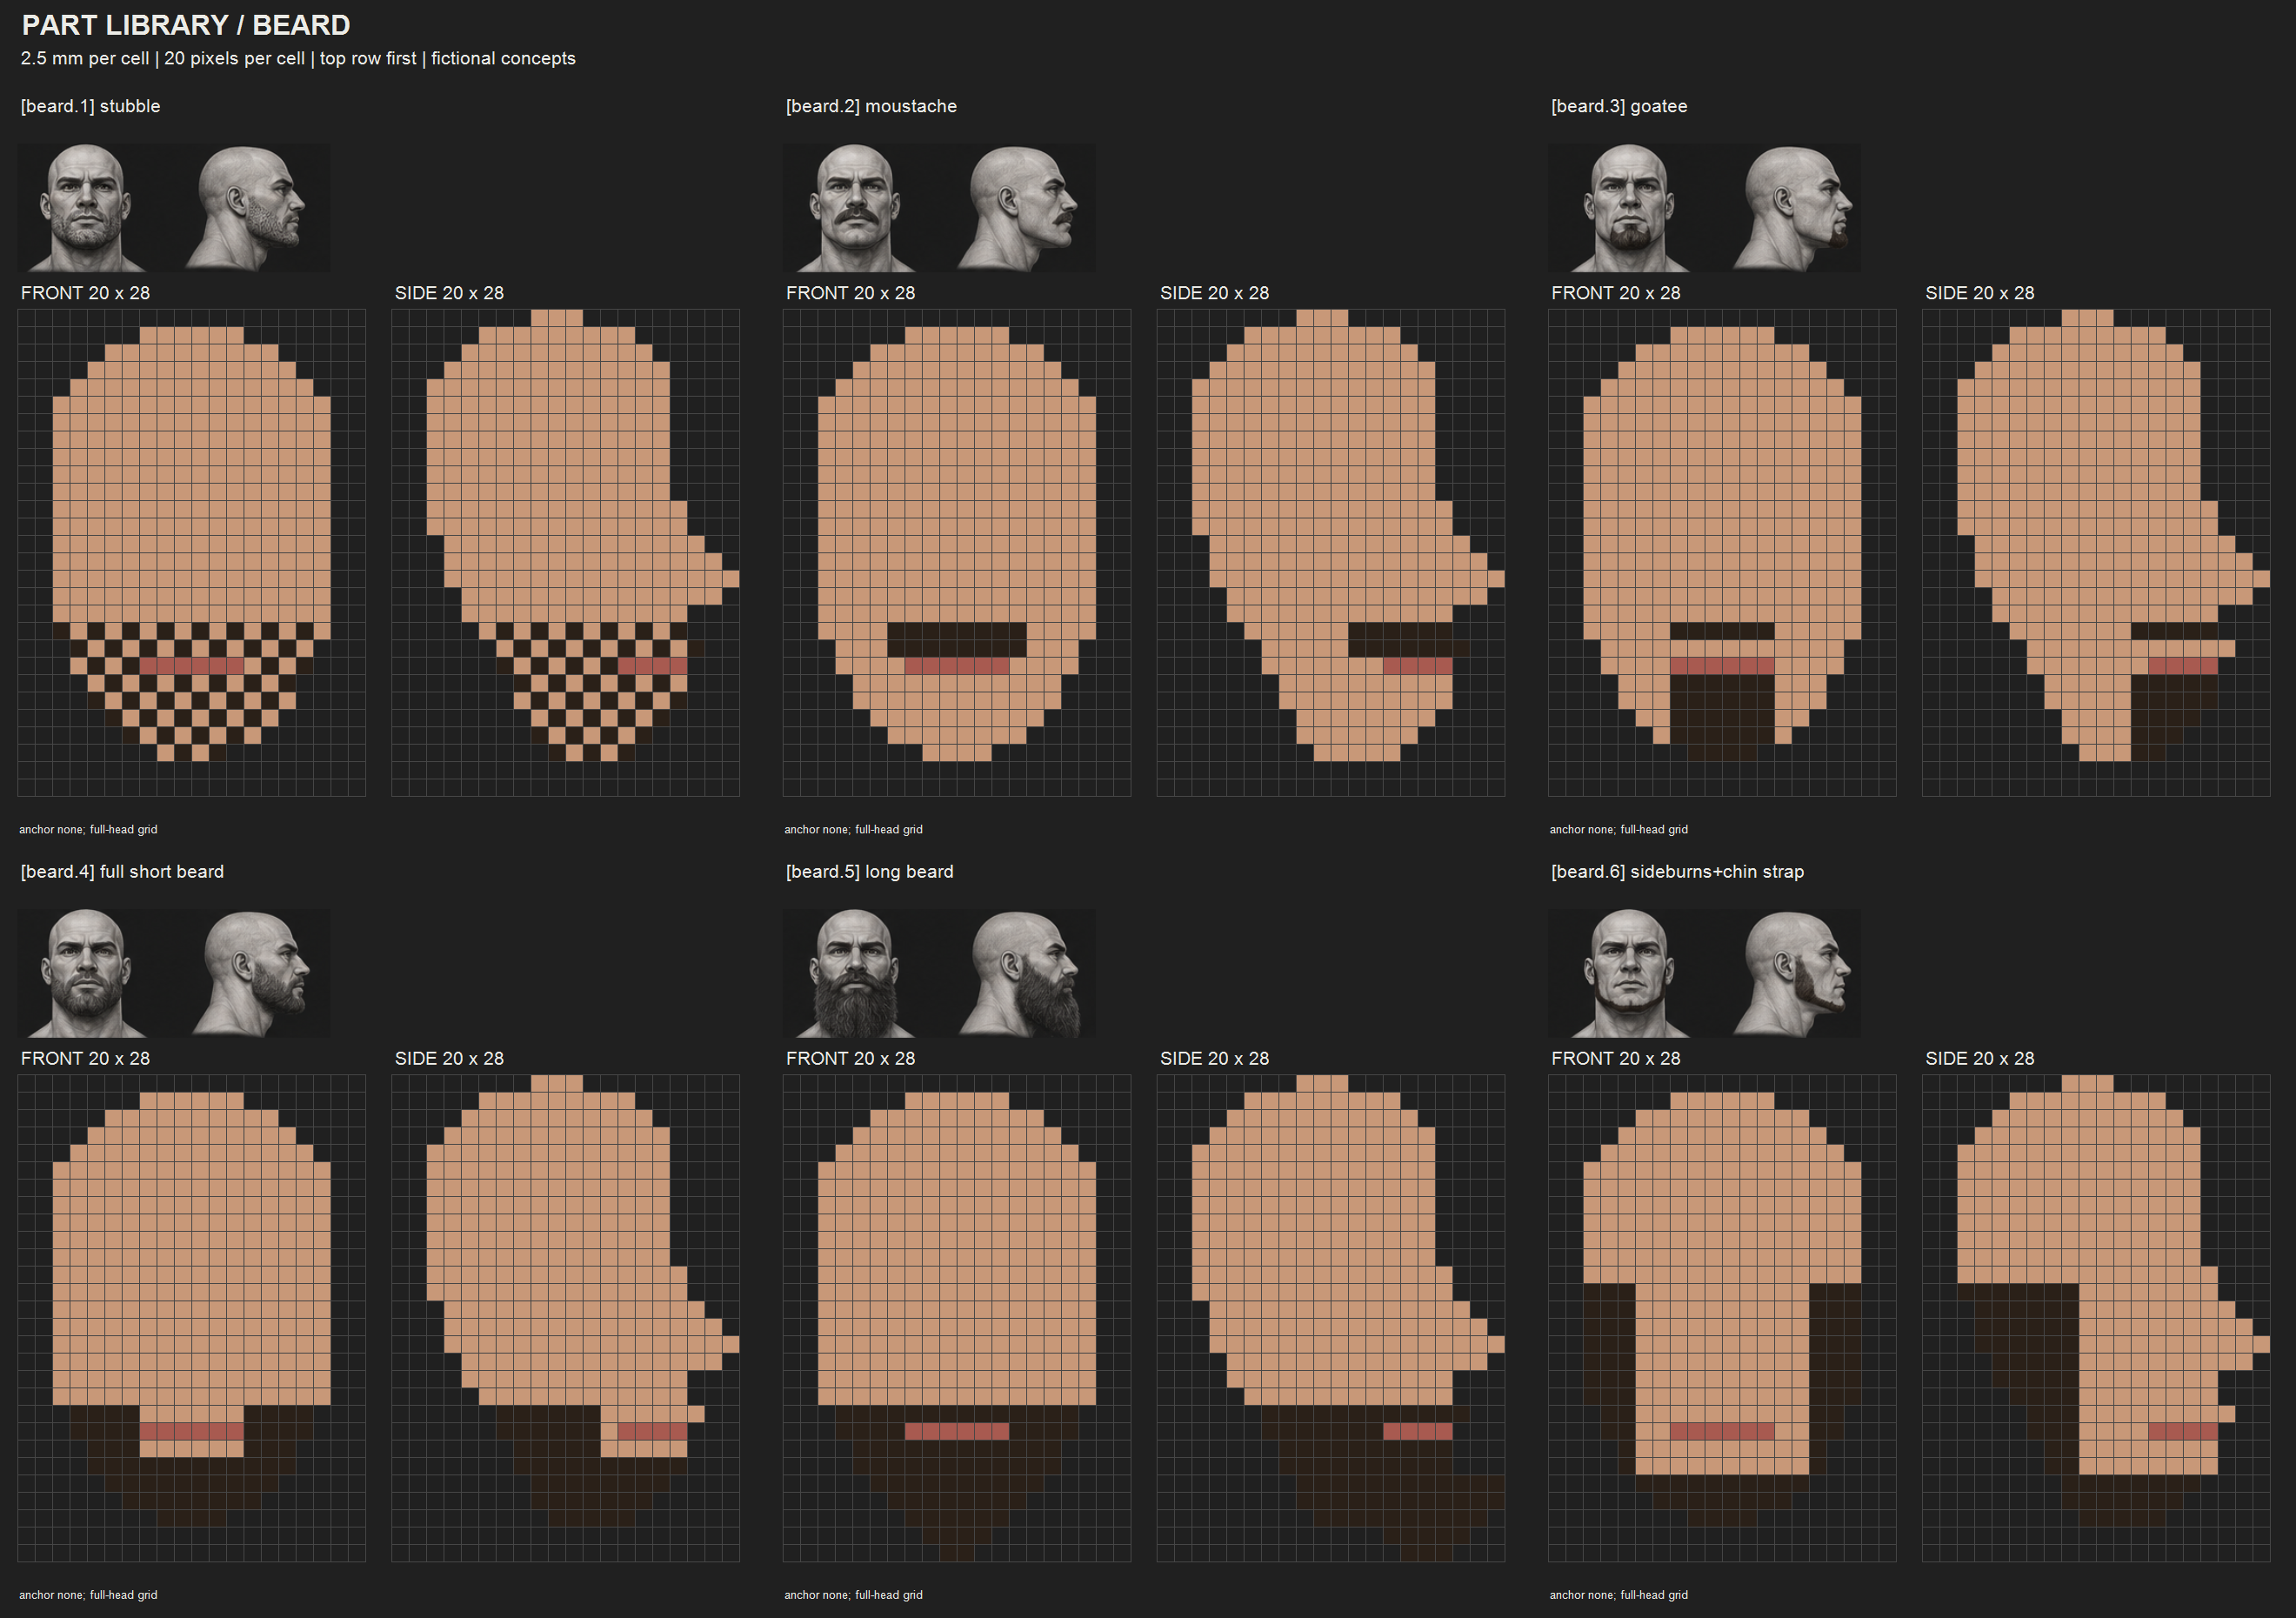 PART LIBRARY / BEARD
2.5 mm per cell | 20 pixels per cell | top row first | fictional concepts
[beard.1] stubble
[beard.2] moustache
[beard.3] goatee
FRONT 20 x 28
SIDE 20 x 28
FRONT 20 x 28
SIDE 20 x 28
FRONT 20 x 28
SIDE 20 x 28
anchor none; full-head grid
anchor none; full-head grid
anchor none; full-head grid
[beard.4] full short beard
[beard.5] long beard
[beard.6] sideburns+chin strap
FRONT 20 x 28
SIDE 20 x 28
FRONT 20 x 28
SIDE 20 x 28
FRONT 20 x 28
SIDE 20 x 28
anchor none; full-head grid
anchor none; full-head grid
anchor none; full-head grid